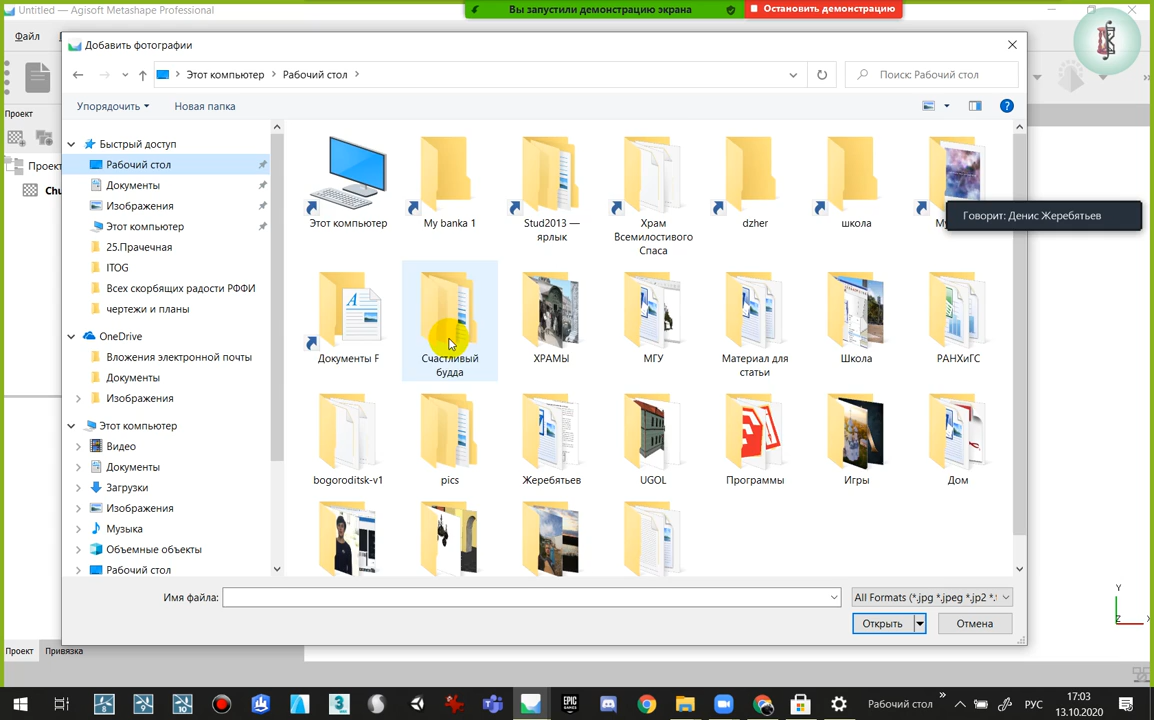 Untitled — Agisoft Metashape Professional
Вы запустили демонстрацию экрана
Остановить демонстрацию
Файл
Добавить фотографии
Этот компьютер
Рабочий стол
Поиск: Рабочий стол
Упорядочить
Новая папка
Проект
Проект
Chu
Быстрый доступ
Рабочий стол
Документы
Изображения
Этот компьютер
25.Прачечная
ITOG
Всех скорбящих радости РФФИ
чертежи и планы
OneDrive
Вложения электронной почты
Документы
Изображения
Этот компьютер
Видео
Документы
Загрузки
Изображения
Музыка
Объемные объекты
Рабочий стол
Этот компьютер
My banka 1
Stud2013 —
ярлык
Храм
Всемилостивого
Спаса
dzher
школа
Говорит: Денис Жеребятьев
Документы F
Счастливый
будда
ХРАМЫ
МГУ
Материал для
статьи
Школа
РАНХиГС
bogoroditsk-v1
pics
Жеребятьев
UGOL
Программы
Игры
Дом
Имя файла:
All Formats (*.jpg *.jpeg *.jp2 *.
Открыть
Отмена
Y
Z
X
Проект
Привязка
3
EPIC
GAMES
Рабочий стол
РУС
17:03
13.10.2020